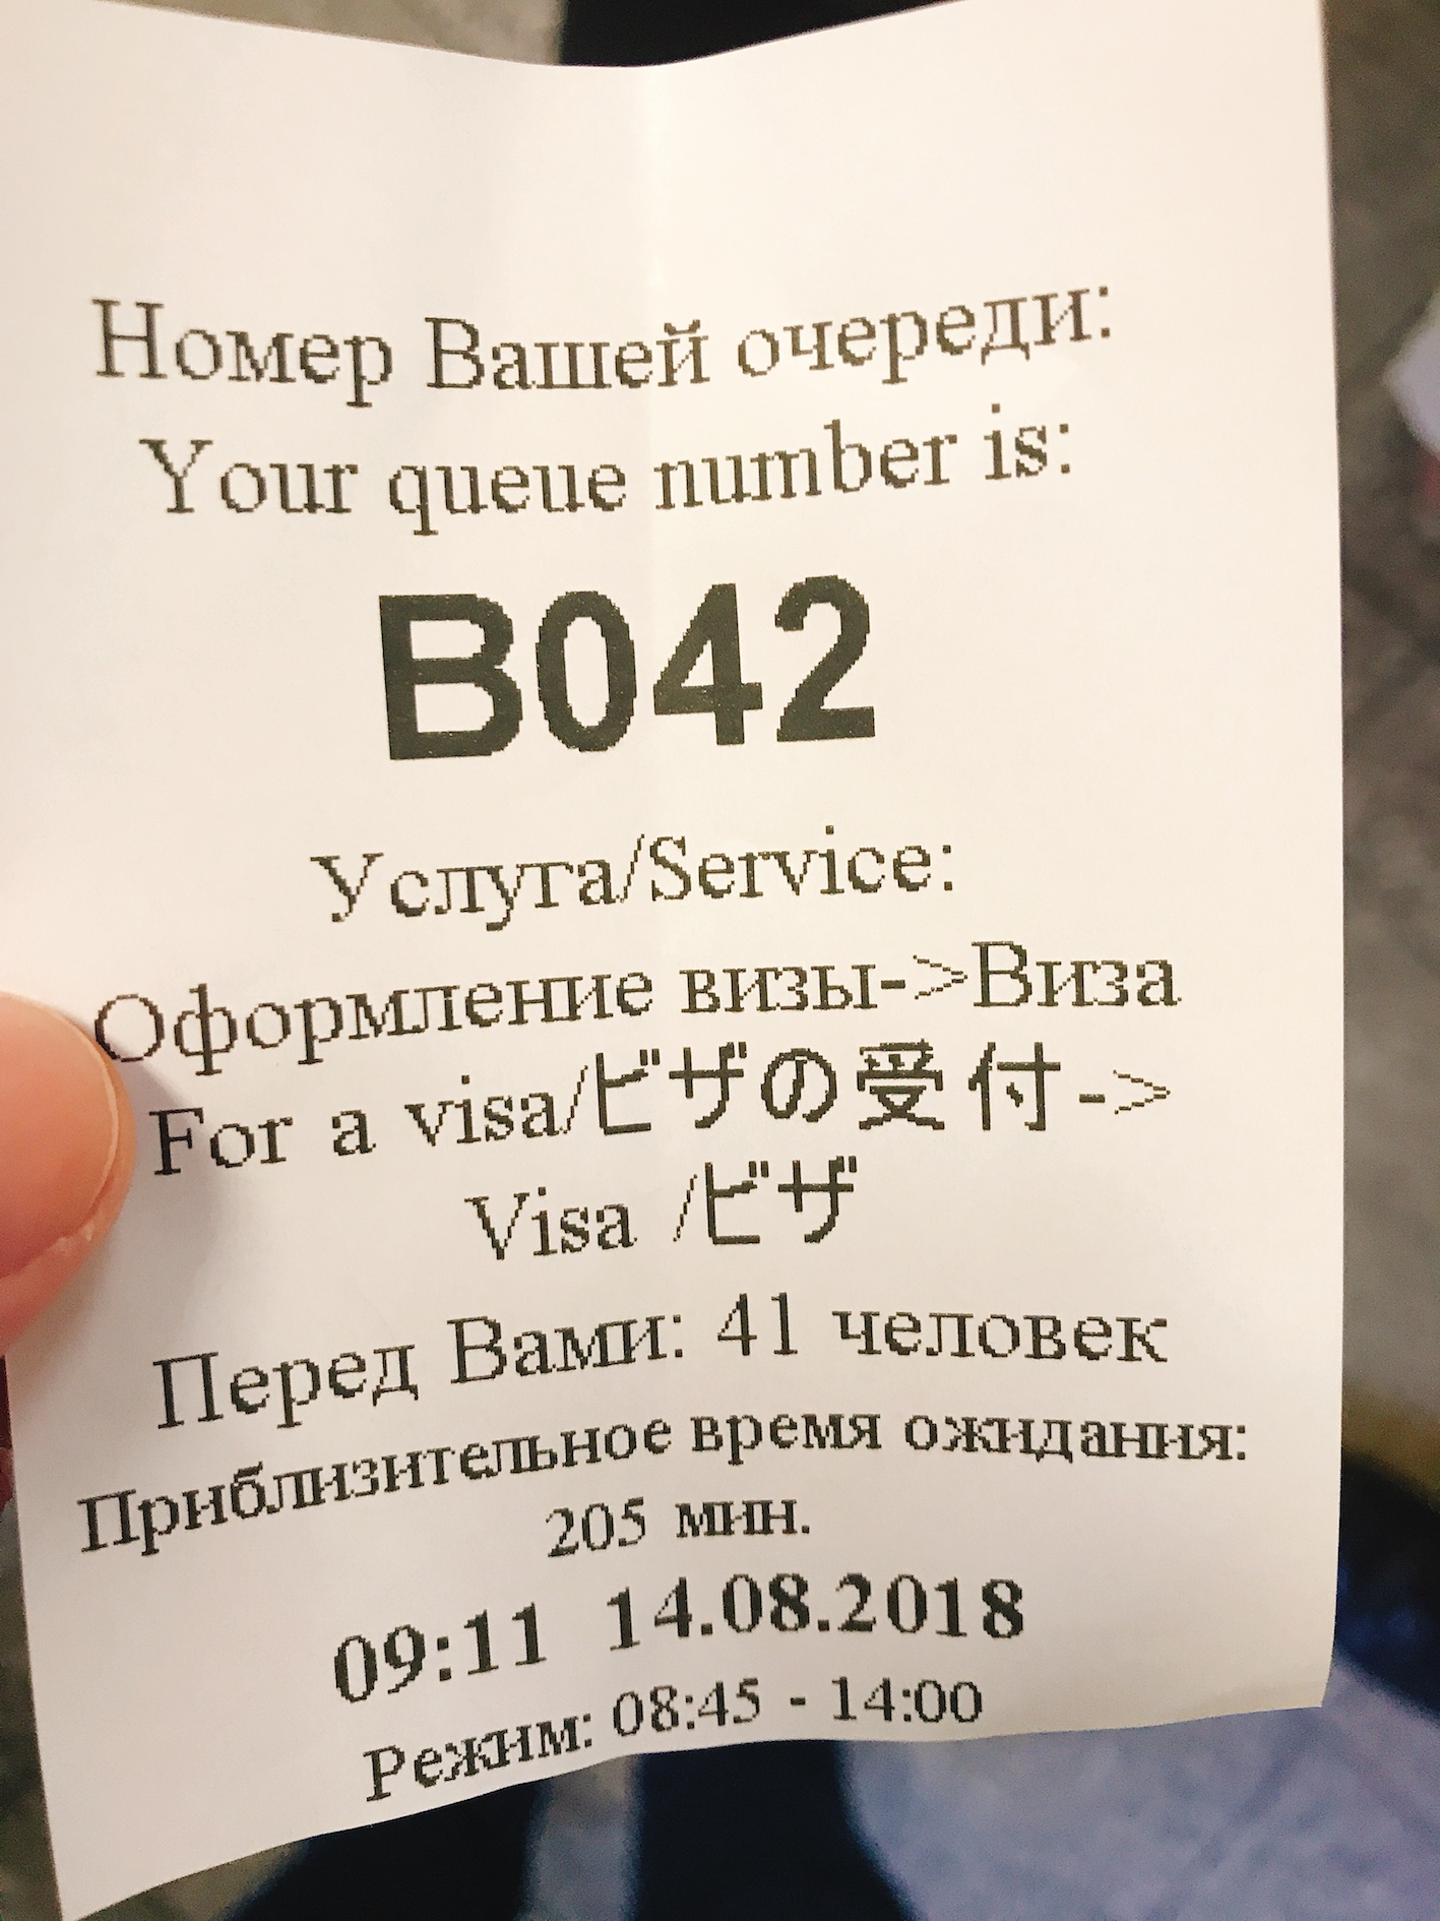 Номер Вашей очереди:
Your queue number is:
B042
Услуга/Service:
Оформление визы->Виза
For a visa/ビザの受付->
Visa /ビザ
Перед Вами: 41 человек
Приблизительное время ожидания:
205 мин.
09:11 14.08.2018
Режим: 08:45 - 14:00